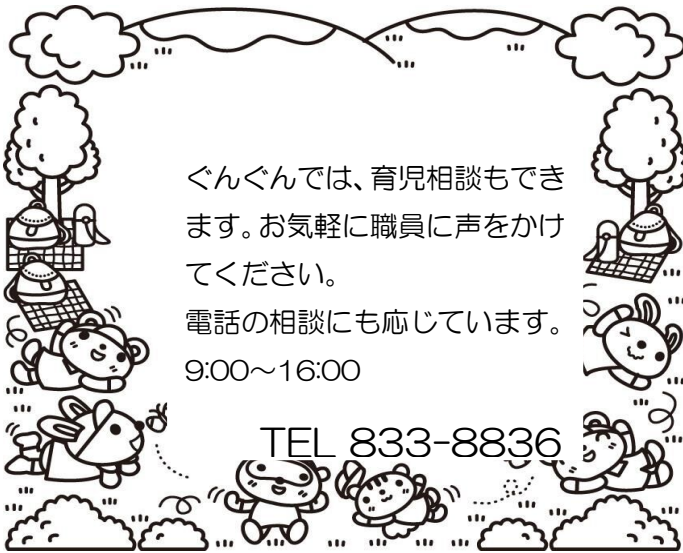 ぐんぐんでは、育児相談もでき
ます。お気軽に職員に声をかけ
てください。
電話の相談にも応じています。
9:00～16:00
TEL 833-8836